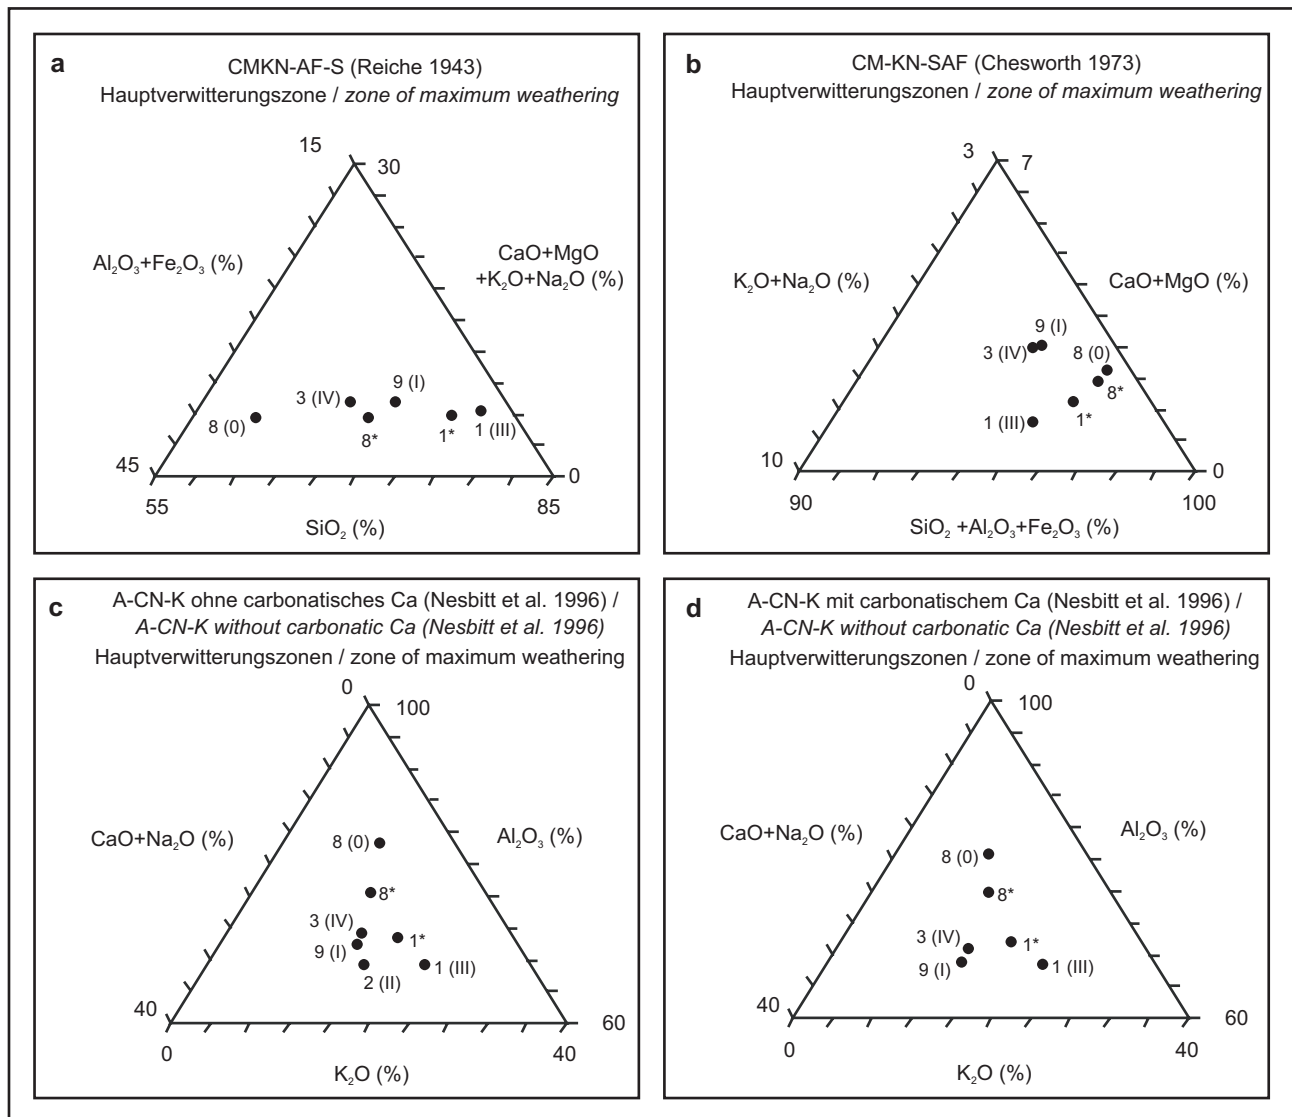 a
CMKN-AF-S (Reiche 1943)
Hauptverwitterungszone / zone of maximum weathering
15
30
Al₂O₃+Fe₂O₃ (%)
CaO+MgO
+K₂O+Na₂O (%)
3 (IV)
9 (I)
8 (0)
8*
1*
1 (III)
45
0
55
85
SiO₂ (%)
b
CM-KN-SAF (Chesworth 1973)
Hauptverwitterungszonen / zone of maximum weathering
3
7
K₂O+Na₂O (%)
CaO+MgO (%)
9 (I)
3 (IV)
8 (0)
8*
1*
1 (III)
10
0
90
100
SiO₂ +Al₂O₃+Fe₂O₃ (%)
c
A-CN-K ohne carbonatisches Ca (Nesbitt et al. 1996) /
A-CN-K without carbonatic Ca (Nesbitt et al. 1996)
Hauptverwitterungszonen / zone of maximum weathering
0
100
CaO+Na₂O (%)
Al₂O₃ (%)
8 (0)
8*
3 (IV)
1*
9 (I)
2 (II)
1 (III)
40
60
0
40
K₂O (%)
d
A-CN-K mit carbonatischem Ca (Nesbitt et al. 1996) /
A-CN-K without carbonatic Ca (Nesbitt et al. 1996)
Hauptverwitterungszonen / zone of maximum weathering
0
100
CaO+Na₂O (%)
Al₂O₃ (%)
8 (0)
8*
3 (IV)
1*
9 (I)
1 (III)
40
60
0
40
K₂O (%)